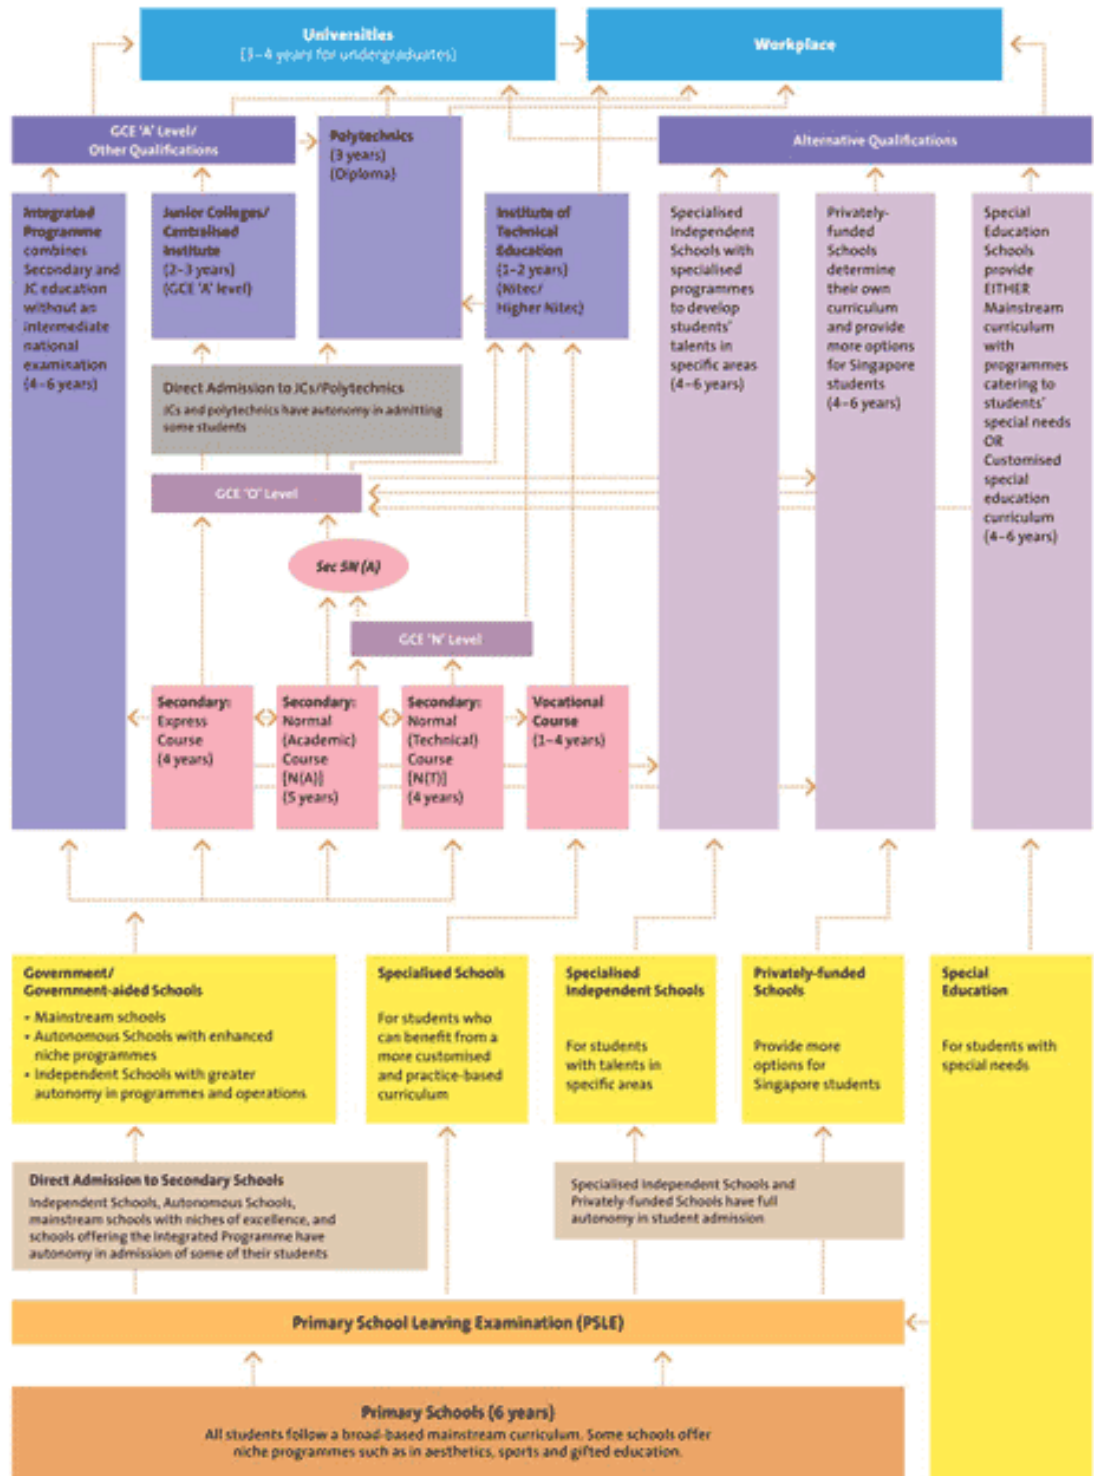 Universities
(3–4 years for undergraduates)
Workplace
GCE 'A' Level/
Other Qualifications
Polytechnics
(3 years)
(Diploma)
Alternative Qualifications
Integrated
Programme
combines
Secondary and
JC education
without an
intermediate
national
examination
(4–6 years)
Junior Colleges/
Centralised
Institute
(2–3 years)
(GCE 'A' level)
Institute of
Technical
Education
(1–2 years)
(Nitec/
Higher Nitec)
Specialised
Independent
Schools with
specialised
programmes
to develop
students'
talents in
specific areas
(4–6 years)
Privately-
funded
Schools
determine
their own
curriculum
and provide
more options
for Singapore
students
(4–6 years)
Special
Education
Schools
provide
EITHER
Mainstream
curriculum
with
programmes
catering to
students'
special needs
OR
Customised
special
education
curriculum
(4–6 years)
Direct Admission to JCs/Polytechnics
JCs and polytechnics have autonomy in admitting
some students
GCE 'O' Level
Sec 5N (A)
GCE 'N' Level
Secondary:
Express
Course
(4 years)
Secondary:
Normal
(Academic)
Course
[N(A)]
(5 years)
Secondary:
Normal
(Technical)
Course
[N(T)]
(4 years)
Vocational
Course
(1–4 years)
Government/
Government-aided Schools
• Mainstream schools
• Autonomous Schools with enhanced
niche programmes
• Independent Schools with greater
autonomy in programmes and operations
Specialised Schools
For students who
can benefit from a
more customised
and practice-based
curriculum
Specialised
Independent Schools
For students
with talents in
specific areas
Privately-funded
Schools
Provide more
options for
Singapore students
Special
Education
For students with
special needs
Direct Admission to Secondary Schools
Independent Schools, Autonomous Schools,
mainstream schools with niches of excellence, and
schools offering the Integrated Programme have
autonomy in admission of some of their students
Specialised Independent Schools and
Privately-funded Schools have full
autonomy in student admission
Primary School Leaving Examination (PSLE)
Primary Schools (6 years)
All students follow a broad-based mainstream curriculum. Some schools offer
niche programmes such as in aesthetics, sports and gifted education.